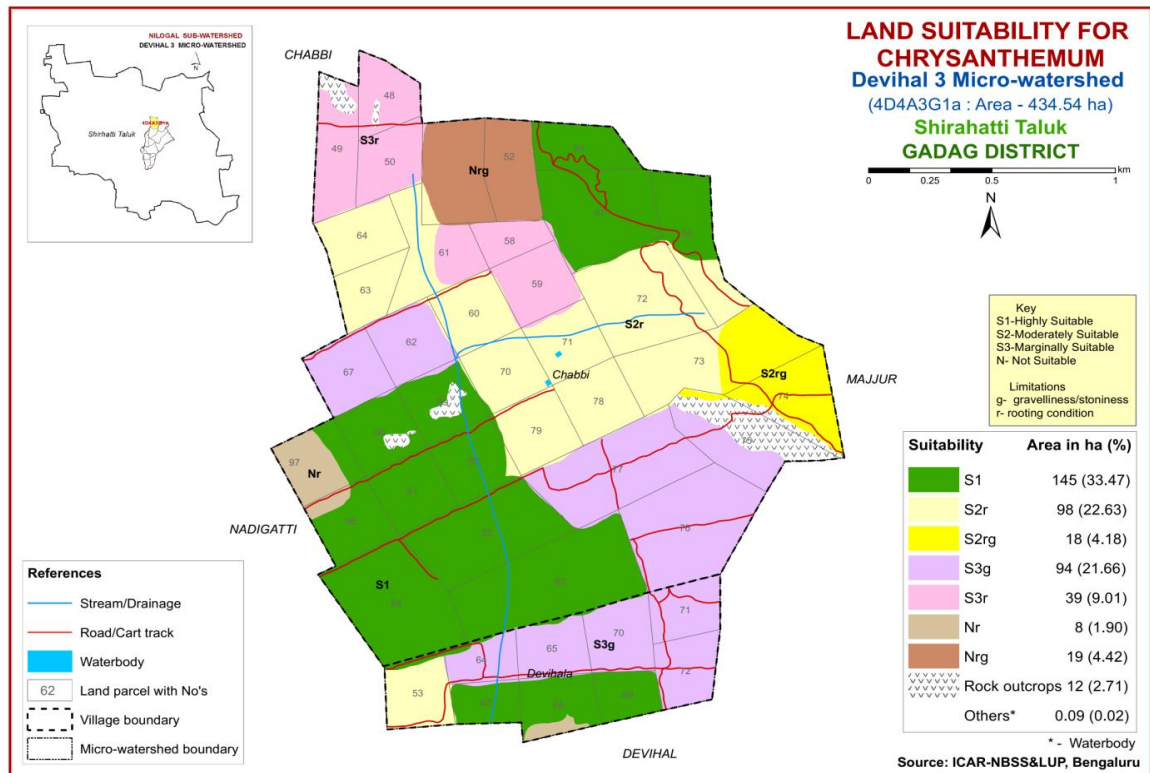 NILOGAL SUB-WATERSHED
DEVIHAL 3 MICRO-WATERSHED
N
4D4A3G1a
Shirhatti Taluk
LAND SUITABILITY FOR
CHRYSANTHEMUM
Devihal 3 Micro-watershed
(4D4A3G1a : Area - 434.54 ha)
Shirahatti Taluk
GADAG DISTRICT
km
0 0.25 0.5 1
N
CHABBI
48
S3r
49
50
Nrg
52
64
61
58
63
59
72
60
S2r
62
71
67
70
Chabbi
73
S2rg
MAJJUR
74
78
79
75
77
97
Nr
76
NADIGATTI
S1
71
70
S3g
65
64
Devihala
72
53
DEVIHAL
Key
S1-Highly Suitable
S2-Moderately Suitable
S3-Marginally Suitable
N- Not Suitable
Limitations
g- gravelliness/stoniness
r- rooting condition
Suitability Area in ha (%)
S1 145 (33.47)
S2r 98 (22.63)
S2rg 18 (4.18)
S3g 94 (21.66)
S3r 39 (9.01)
Nr 8 (1.90)
Nrg 19 (4.42)
Rock outcrops 12 (2.71)
Others* 0.09 (0.02)
* - Waterbody
Source: ICAR-NBSS&LUP, Bengaluru
References
Stream/Drainage
Road/Cart track
Waterbody
62 Land parcel with No's
Village boundary
Micro-watershed boundary